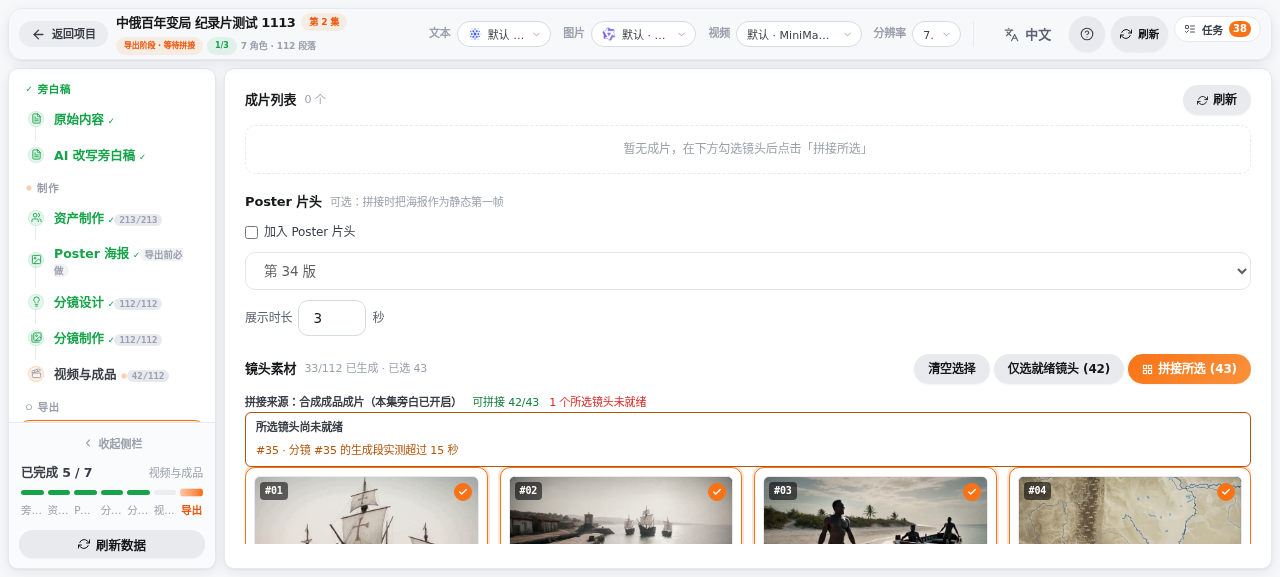 返回项目
中俄百年变局 纪录片测试 1113 第 2 集
导出阶段 · 等待拼接 1/3 7 角色 · 112 段落
文本 默认 ... 图片 默认 · ... 视频 默认 · MiniMa... 分辨率 7.
中文
刷新
任务 38
✓ 旁白稿
原始内容 ✓
AI 改写旁白稿 ✓
制作
资产制作 ✓ 213/213
Poster 海报 ✓ 导出前必做
分镜设计 ✓ 112/112
分镜制作 ✓ 112/112
视频与成品 42/112
导出
收起侧栏
已完成 5 / 7 视频与成品
旁... 资... P... 分... 分... 视... 导出
刷新数据
成片列表 0 个
刷新
暂无成片，在下方勾选镜头后点击「拼接所选」
Poster 片头 可选：拼接时把海报作为静态第一帧
加入 Poster 片头
第 34 版
展示时长 3 秒
镜头素材 33/112 已生成 · 已选 43
清空选择 仅选就绪镜头 (42) 拼接所选 (43)
拼接来源：合成成品成片（本集旁白已开启） 可拼接 42/43 1 个所选镜头未就绪
所选镜头尚未就绪
#35 · 分镜 #35 的生成段实测超过 15 秒
#01 #02 #03 #04